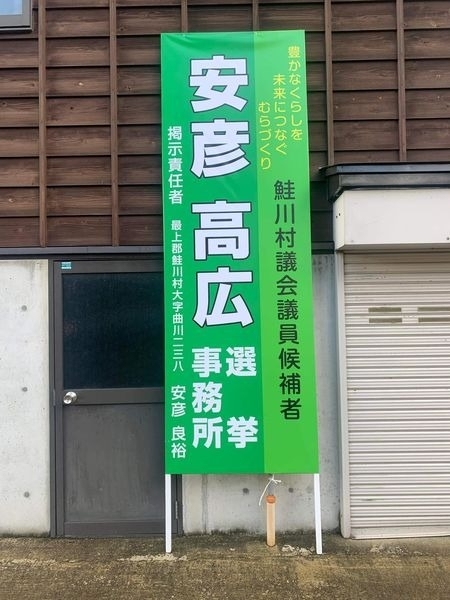 豊かなくらしを
未来につなぐ
むらづくり
鮭川村議会議員候補者
安彦 高広
選挙
事務所
掲示責任者 最上郡鮭川村大字曲川二三八 安彦 良裕